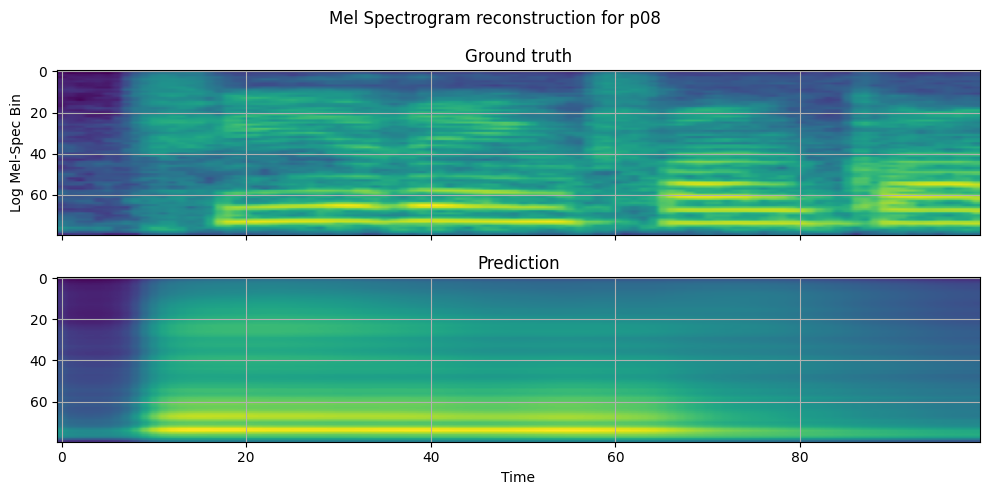 Mel Spectrogram reconstruction for p08
Ground truth
0
20
40
60
Log Mel-Spec Bin
Prediction
0
20
40
60
0 20 40 60 80
Time